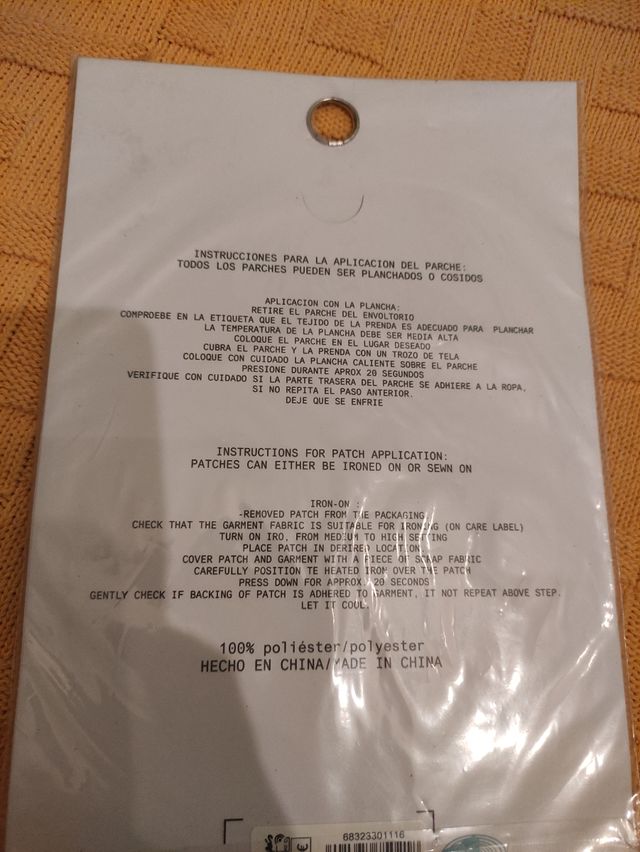 INSTRUCCIONES PARA LA APLICACION DEL PARCHE:
TODOS LOS PARCHES PUEDEN SER PLANCHADOS O COSIDOS
APLICACION CON LA PLANCHA:
RETIRE EL PARCHE DEL ENVOLTORIO
COMPROEBE EN LA ETIQUETA QUE EL TEJIDO DE LA PRENDA ES ADECUADO PARA PLANCHAR
LA TEMPERATURA DE LA PLANCHA DEBE SER MEDIA ALTA
COLOQUE EL PARCHE EN EL LUGAR DESEADO
CUBRA EL PARCHE Y LA PRENDA CON UN TROZO DE TELA
COLOQUE CON CUIDADO LA PLANCHA CALIENTE SOBRE EL PARCHE
PRESIONE DURANTE APROX 20 SEGUNDOS
VERIFIQUE CON CUIDADO SI LA PARTE TRASERA DEL PARCHE SE ADHIERE A LA ROPA,
SI NO REPITA EL PASO ANTERIOR.
DEJE QUE SE ENFRIE
INSTRUCTIONS FOR PATCH APPLICATION:
PATCHES CAN EITHER BE IRONED ON OR SEWN ON
IRON-ON :
-REMOVED PATCH FROM THE PACKAGING
CHECK THAT THE GARMENT FABRIC IS SUITABLE FOR IRONING (ON CARE LABEL)
TURN ON IRO, FROM MEDIUM TO HIGH SETTING
PLACE PATCH IN DERIRED LOCATION
COVER PATCH AND GARMENT WITH A PIECE OF SCRAP FABRIC
CAREFULLY POSITION TE HEATED IRON OVER THE PATCH
PRESS DOWN FOR APPROX 20 SECONDS
GENTLY CHECK IF BACKING OF PATCH IS ADHERED TO GARMENT, IT NOT REPEAT ABOVE STEP.
LET IT COUL.
100% poliéster/polyester
HECHO EN CHINA/MADE IN CHINA
68323301116